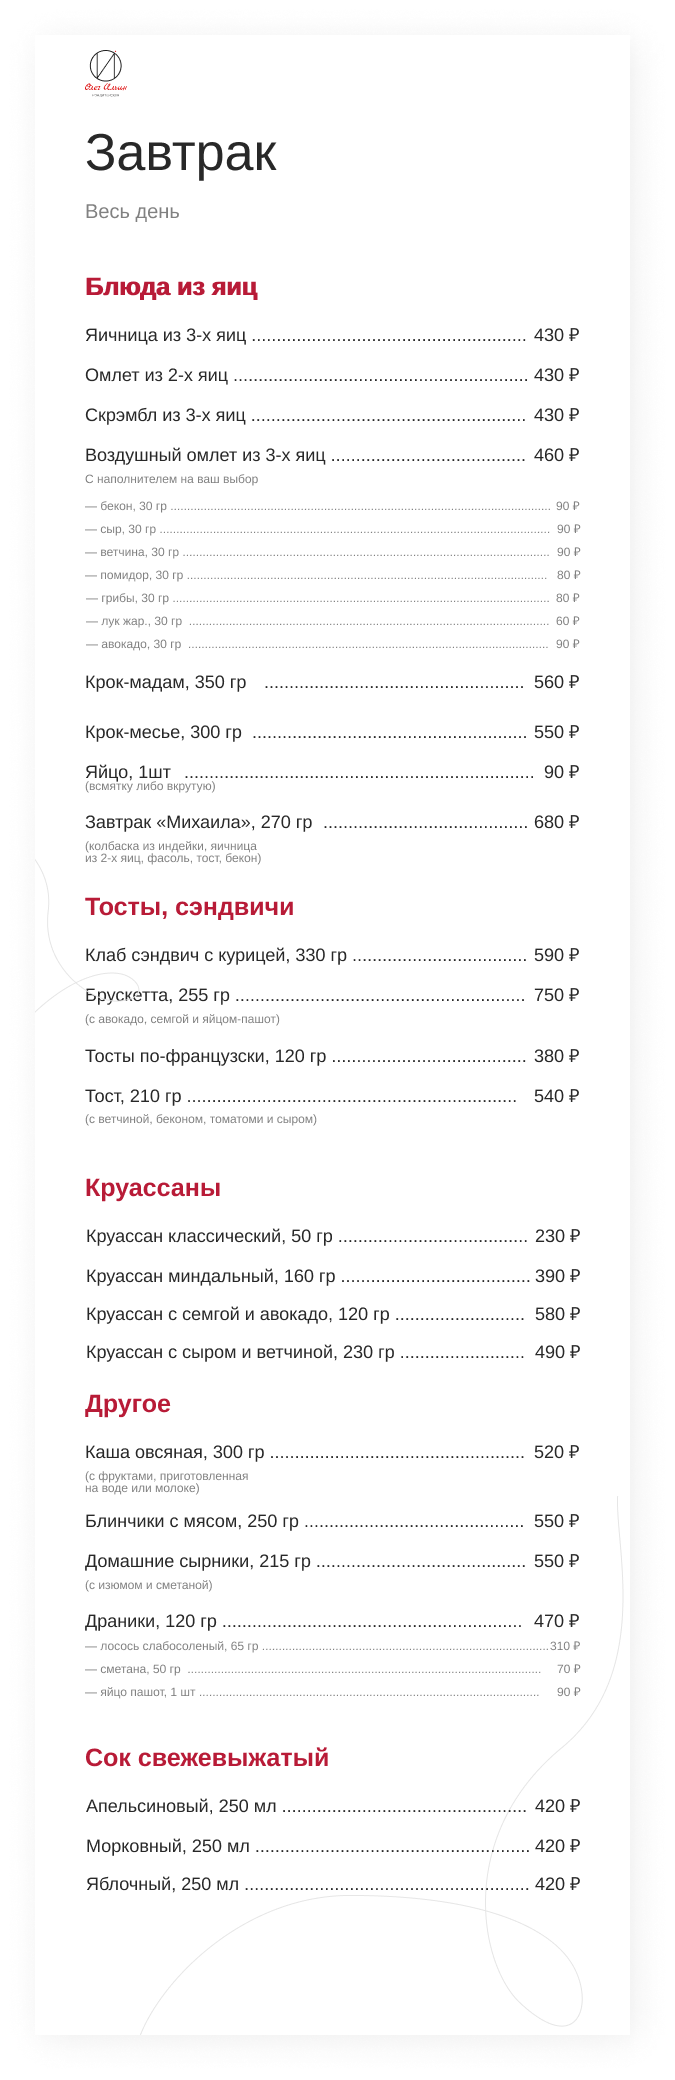 Олег Ильин
Завтрак
Весь день
Блюда из яиц
Яичница из 3-х яиц ....................................................... 430 ₽
Омлет из 2-х яиц ........................................................... 430 ₽
Скрэмбл из 3-х яиц ....................................................... 430 ₽
Воздушный омлет из 3-х яиц ....................................... 460 ₽
С наполнителем на ваш выбор
— бекон, 30 гр ........................................................ 90 ₽
— сыр, 30 гр ........................................................ 90 ₽
— ветчина, 30 гр ........................................................ 90 ₽
— помидор, 30 гр ........................................................ 80 ₽
— грибы, 30 гр ........................................................ 80 ₽
— лук жар., 30 гр ........................................................ 60 ₽
— авокадо, 30 гр ........................................................ 90 ₽
Крок-мадам, 350 гр .................................................... 560 ₽
Крок-месье, 300 гр ....................................................... 550 ₽
Яйцо, 1шт ...................................................................... 90 ₽
(всмятку либо вкрутую)
Завтрак «Михаила», 270 гр ......................................... 680 ₽
(колбаска из индейки, яичница
из 2-х яиц, фасоль, тост, бекон)
Тосты, сэндвичи
Клаб сэндвич с курицей, 330 гр ................................... 590 ₽
Брускетта, 255 гр .......................................................... 750 ₽
(с авокадо, семгой и яйцом-пашот)
Тосты по-французски, 120 гр ....................................... 380 ₽
Тост, 210 гр .................................................................. 540 ₽
(с ветчиной, беконом, томатоми и сыром)
Круассаны
Круассан классический, 50 гр ...................................... 230 ₽
Круассан миндальный, 160 гр ...................................... 390 ₽
Круассан с семгой и авокадо, 120 гр .......................... 580 ₽
Круассан с сыром и ветчиной, 230 гр ......................... 490 ₽
Другое
Каша овсяная, 300 гр ................................................... 520 ₽
(с фруктами, приготовленная
на воде или молоке)
Блинчики с мясом, 250 гр ............................................ 550 ₽
Домашние сырники, 215 гр .......................................... 550 ₽
(с изюмом и сметаной)
Драники, 120 гр ............................................................ 470 ₽
— лосось слабосоленый, 65 гр ........................................................310 ₽
— сметана, 50 гр ........................................................ 70 ₽
— яйцо пашот, 1 шт ........................................................ 90 ₽
Сок свежевыжатый
Апельсиновый, 250 мл ................................................. 420 ₽
Морковный, 250 мл ....................................................... 420 ₽
Яблочный, 250 мл ......................................................... 420 ₽